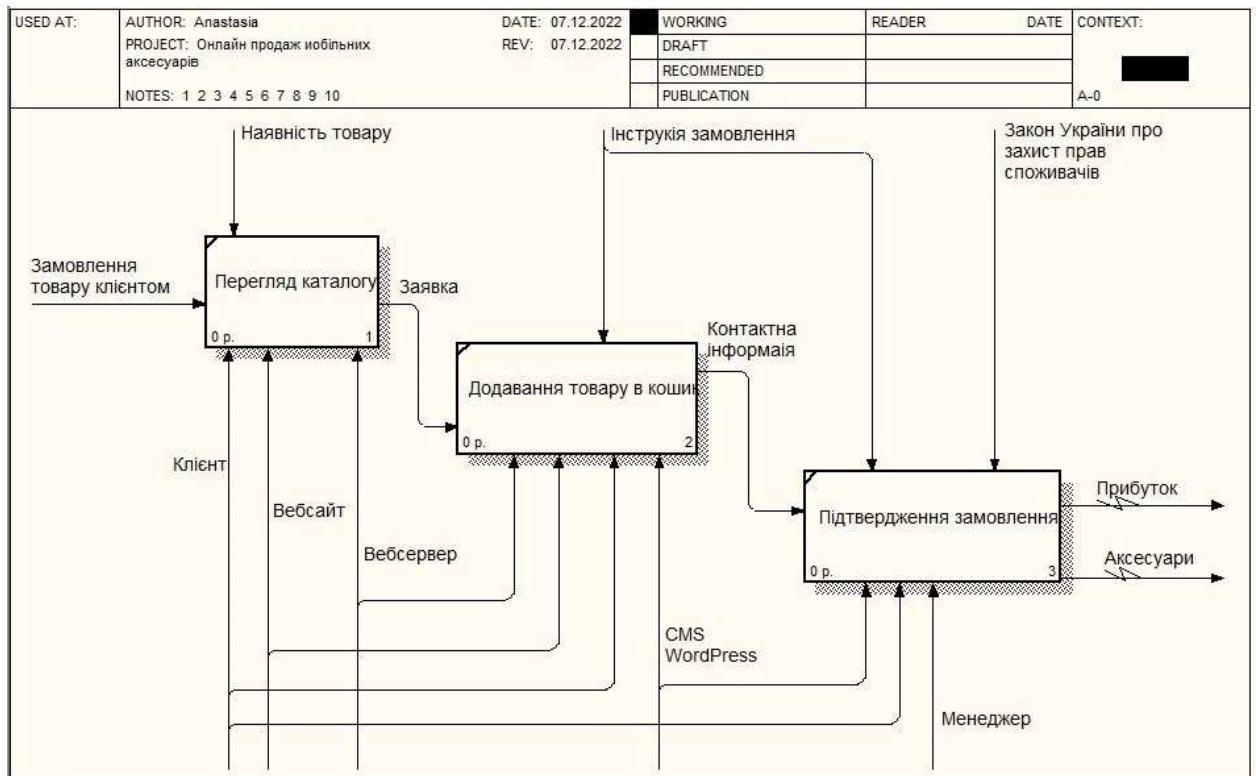 USED AT:
AUTHOR: Anastasia
DATE: 07.12.2022
PROJECT: Онлайн продаж иобільних
аксесуарів
REV: 07.12.2022
NOTES: 1 2 3 4 5 6 7 8 9 10
WORKING
DRAFT
RECOMMENDED
PUBLICATION
READER
DATE
CONTEXT:
A-0
Наявність товару
Інструкія замовлення
Закон України про
захист прав
споживачів
Замовлення
товару клієнтом
Перегляд каталогу
0 р.
1
Заявка
Контактна
інформаія
Додавання товару в кошик
0 р.
2
Клієнт
Вебсайт
Вебсервер
Підтвердження замовлення
0 р.
3
Прибуток
Аксесуари
CMS
WordPress
Менеджер